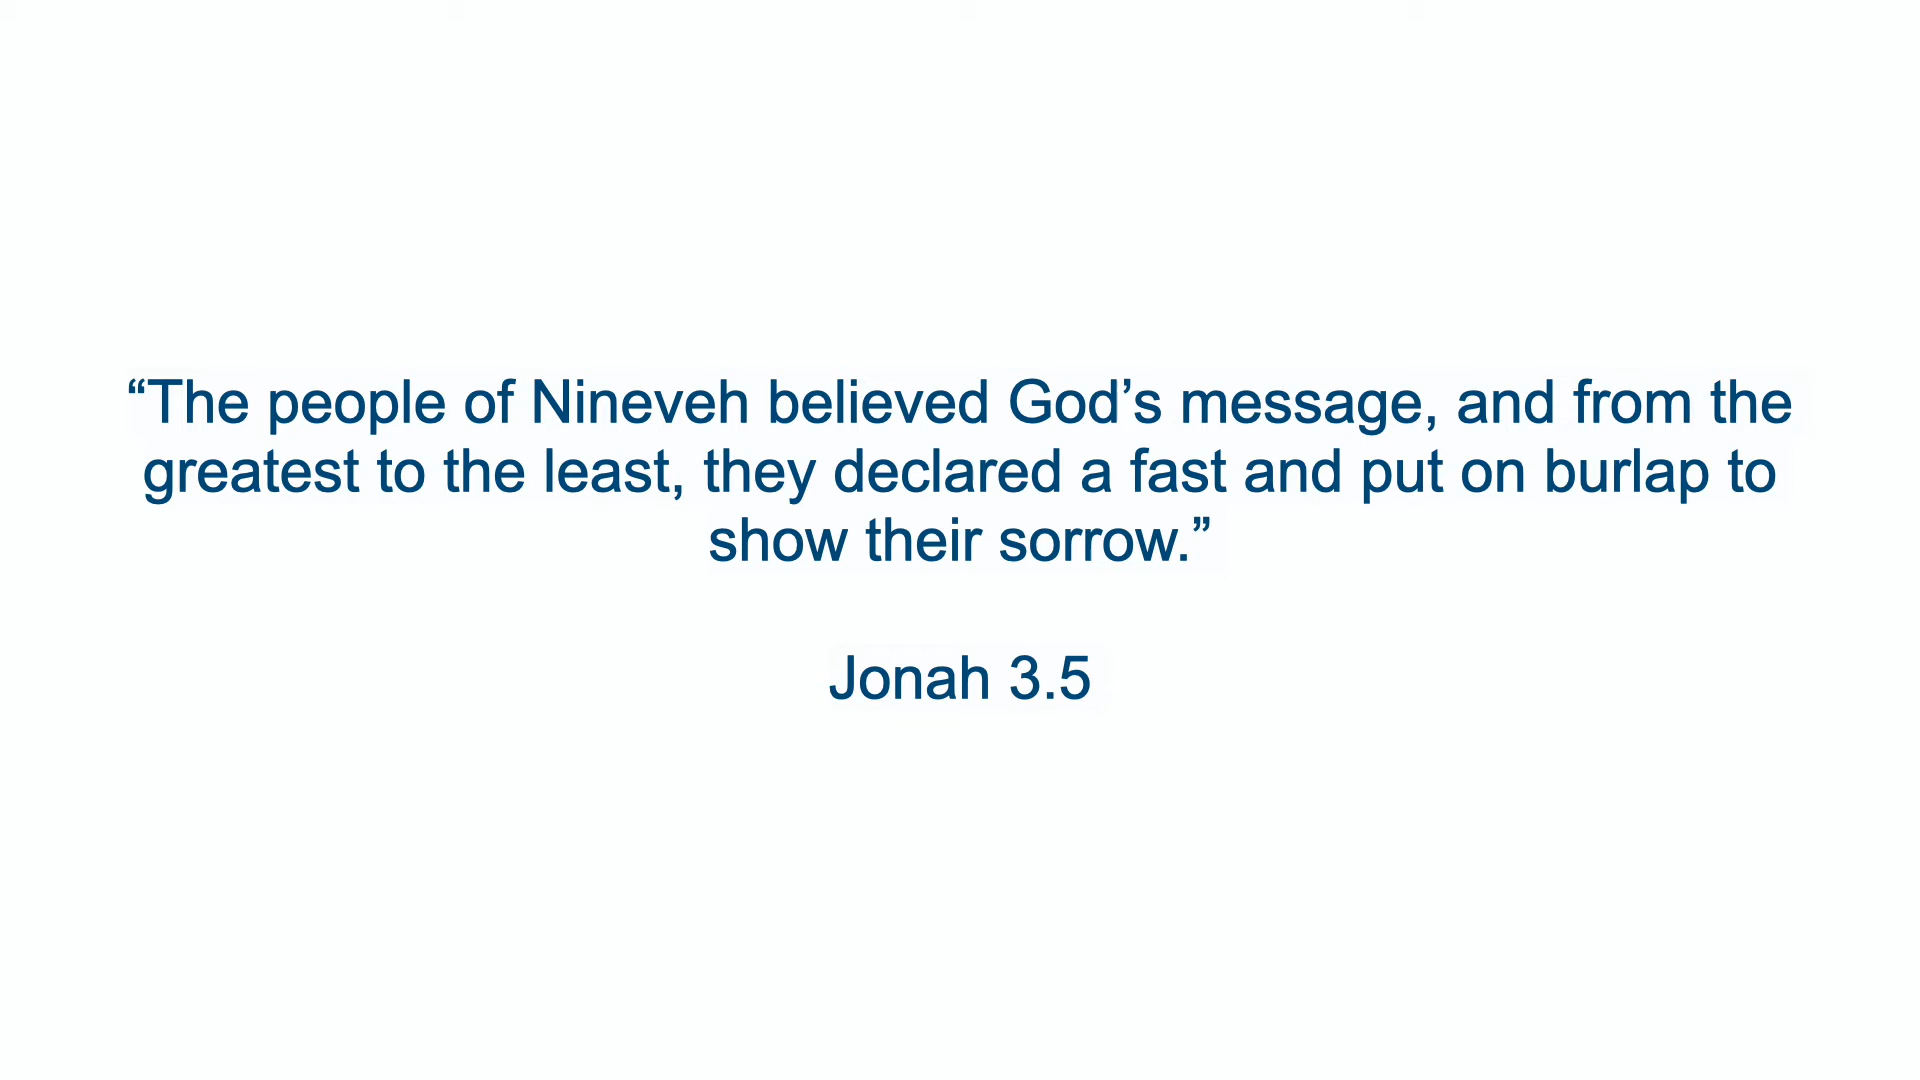 “The people of Nineveh believed God’s message, and from the
greatest to the least, they declared a fast and put on burlap to
show their sorrow.”
Jonah 3.5